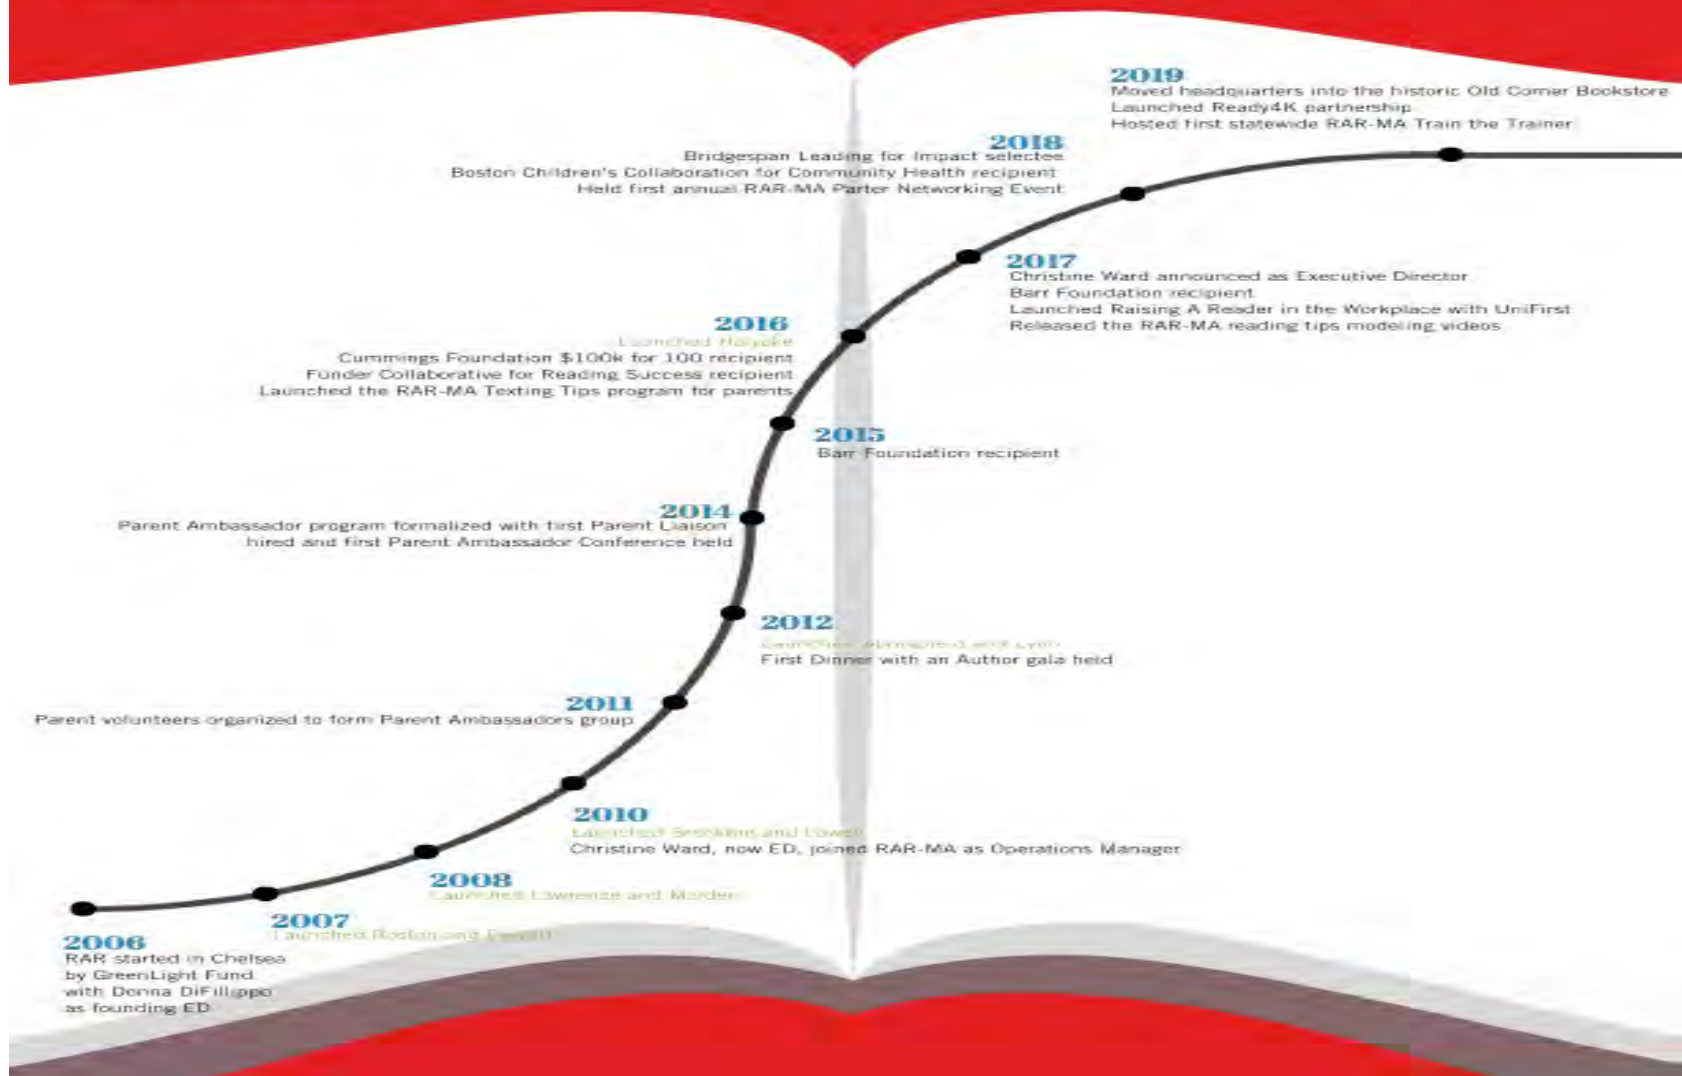 2019
Moved headquarters into the historic Old Corner Bookstore
Launched Ready4K partnership
Hosted first statewide RAR-MA Train the Trainer
2018
Bridgespan Leading for Impact selectee
Boston Children's Collaboration for Community Health recipient
Held first annual RAR-MA Parter Networking Event
2017
Christine Ward announced as Executive Director
Barr Foundation recipient
Launched Raising A Reader in the Workplace with UniFirst
Released the RAR-MA reading tips modeling videos
2016
Launched Holyoke
Cummings Foundation $100k for 100 recipient
Funder Collaborative for Reading Success recipient
Launched the RAR-MA Texting Tips program for parents
2015
Barr Foundation recipient
2014
Parent Ambassador program formalized with first Parent Liaison
hired and first Parent Ambassador Conference held
2012
Launched and Lynn
First Dinner with an Author gala held
2011
Parent volunteers organized to form Parent Ambassadors group
2010
Launched Brockton and Lowell
Christine Ward, now ED, joined RAR-MA as Operations Manager
2008
Launched Lawrence and Malden
2007
Launched Boston and Everett
2006
RAR started in Chelsea
by GreenLight Fund
with Donna DiFillippo
as founding ED